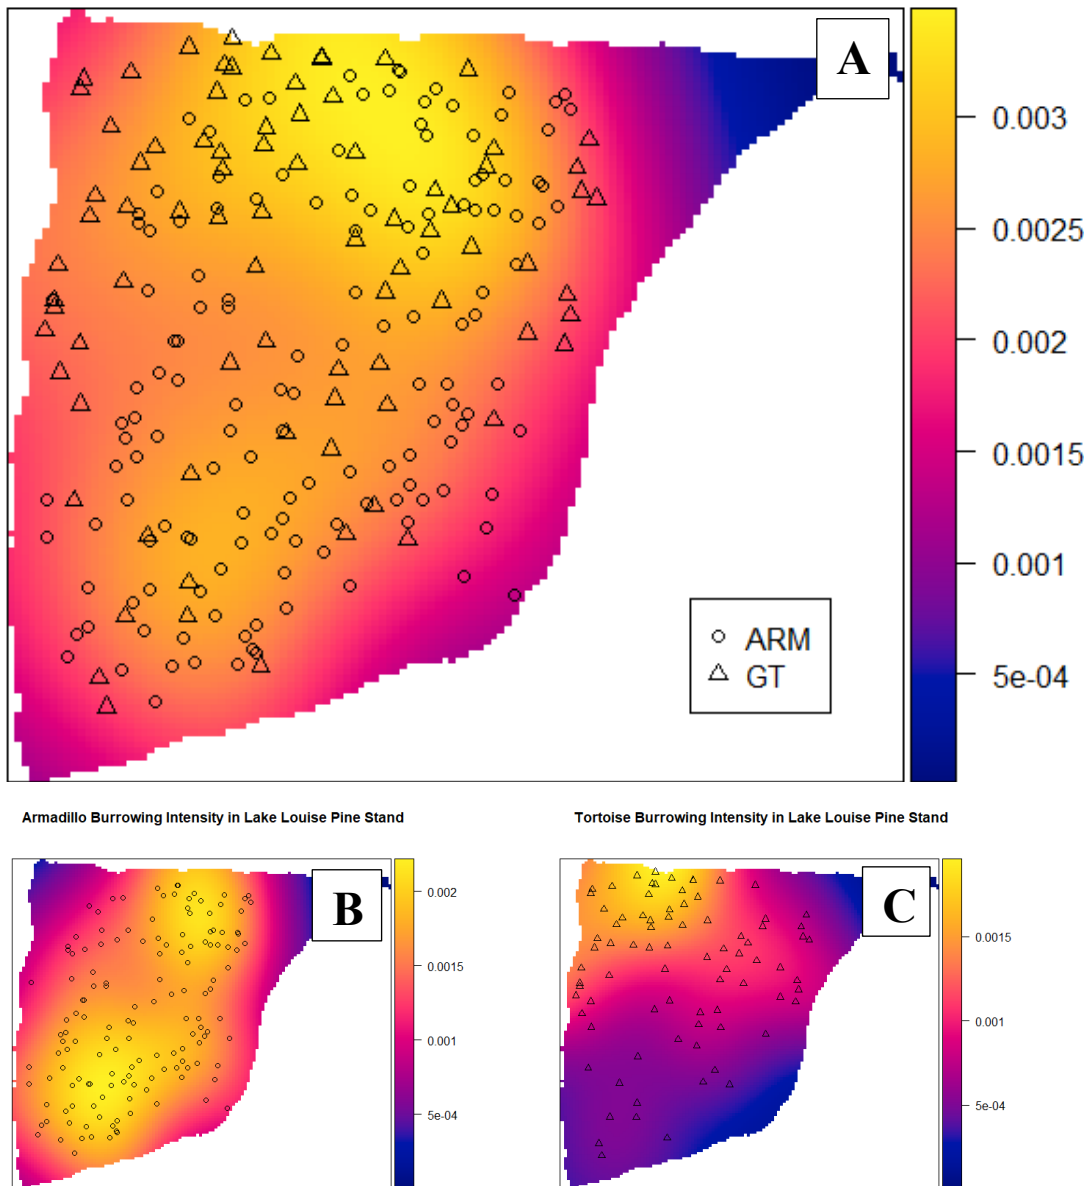 A
0.003
0.0025
0.002
0.0015
0.001
5e-04
ARM
GT
Armadillo Burrowing Intensity in Lake Louise Pine Stand
B
0.002
0.0015
0.001
5e-04
Tortoise Burrowing Intensity in Lake Louise Pine Stand
C
0.0015
0.001
5e-04